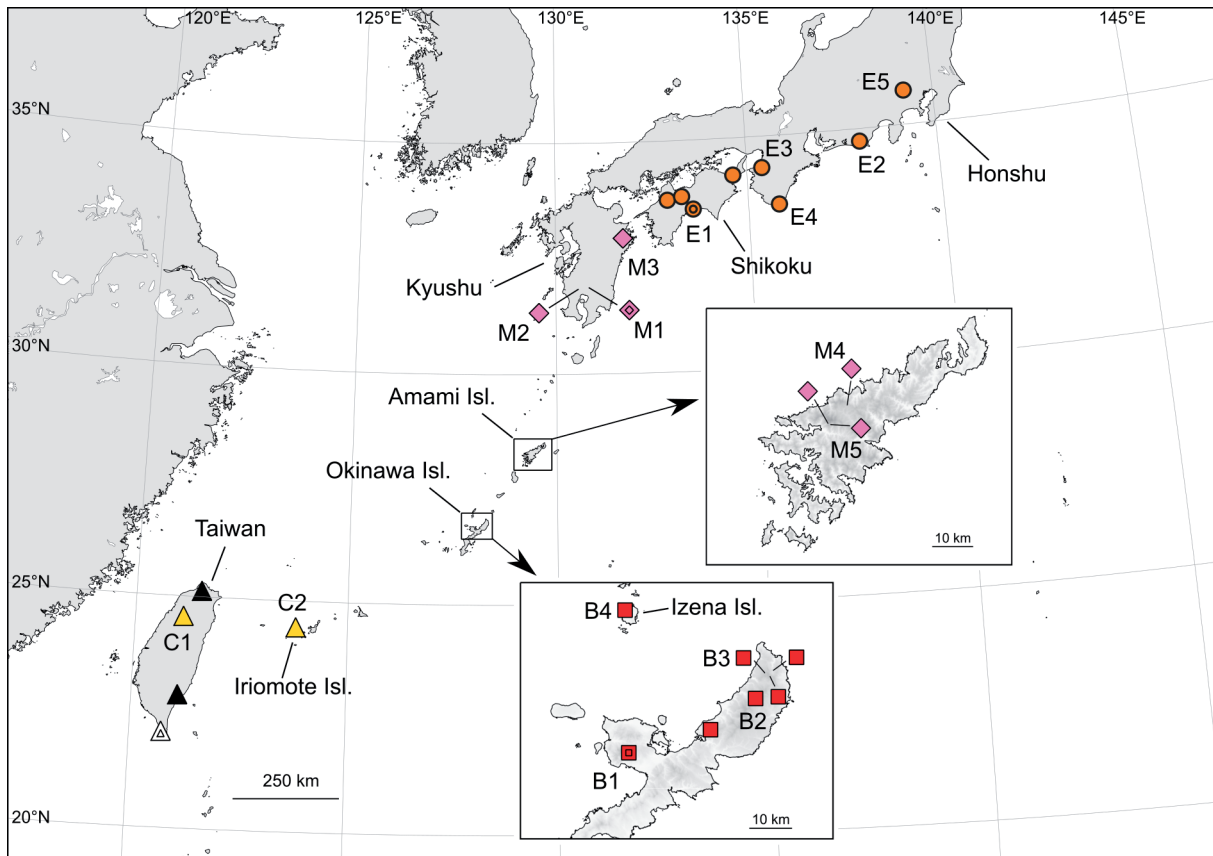 120°E
125°E
130°E
135°E
140°E
145°E
35°N
E5
E3
E2
Honshu
E4
E1
Shikoku
M3
Kyushu
M2
M1
30°N
M4
Amami Isl.
M5
Okinawa Isl.
10 km
Taiwan
25°N
C2
B4
Izena Isl.
C1
B3
Iriomote Isl.
B2
B1
250 km
10 km
20°N